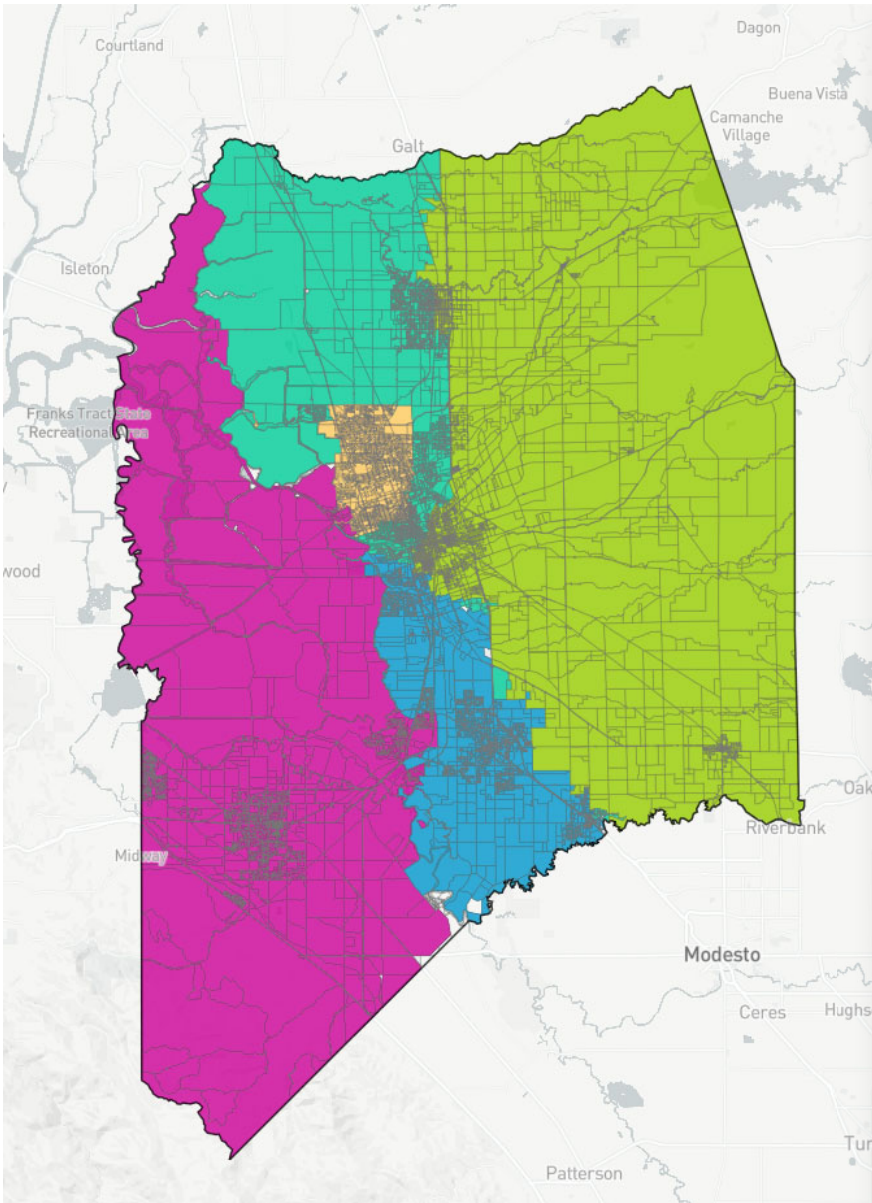 Courtland
Dagon
Buena Vista
Camanche
Village
Galt
Isleton
Franks Tract State
Recreational Area
wood
Midway
Oak
Riverbank
Modesto
Ceres
Hughs
Patterson
Tur